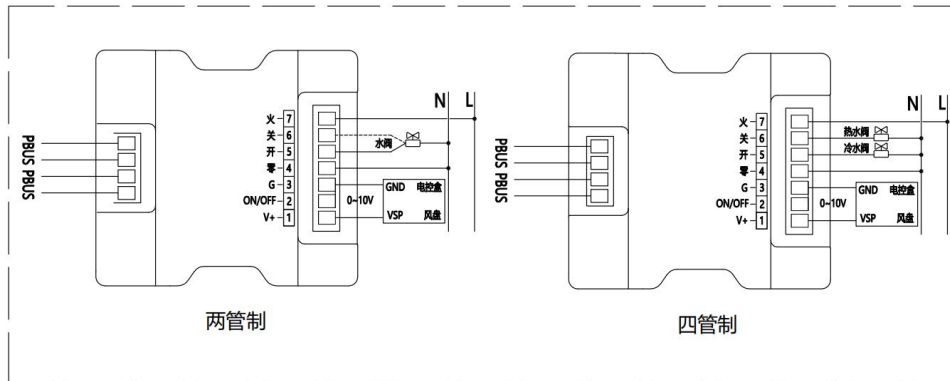 N L
火 7
关 6
开 5
零 4
G 3
ON/OFF 2
V+ 1
水阀
GND 电控盒
0~10V
VSP 风盘
PBUS PBUS
两管制
N L
火 7
关 6
开 5
零 4
G 3
ON/OFF 2
V+ 1
热水阀
冷水阀
GND 电控盒
0~10V
VSP 风盘
PBUS PBUS
四管制